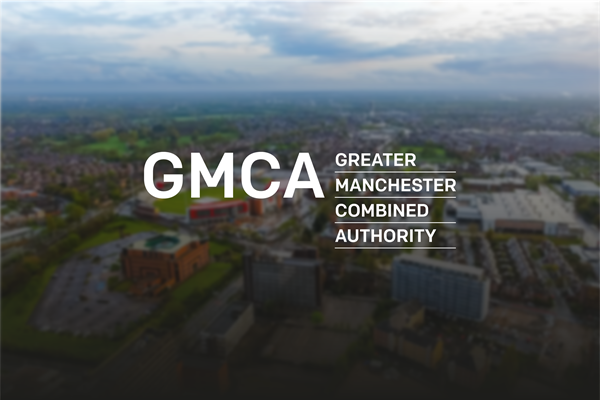 GMCA
GREATER
MANCHESTER
COMBINED
AUTHORITY